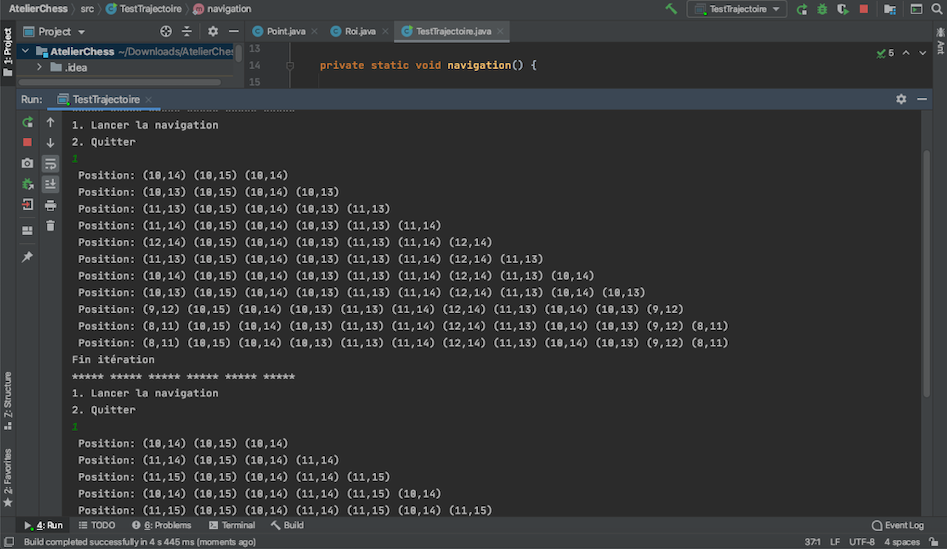 AtelierChess src TestTrajectoire navigation TestTrajectoire
Project Point.java Roi.java TestTrajectoire.java
1: Project
Ant
AtelierChess ~/Downloads/AtelierChes
.idea
13
14 private static void navigation() { 5
15
Run: TestTrajectoire
***** ***** ***** ***** ***** *****
1. Lancer la navigation
2. Quitter
1
Position: (10,14) (10,15) (10,14)
Position: (10,13) (10,15) (10,14) (10,13)
Position: (11,13) (10,15) (10,14) (10,13) (11,13)
Position: (11,14) (10,15) (10,14) (10,13) (11,13) (11,14)
Position: (12,14) (10,15) (10,14) (10,13) (11,13) (11,14) (12,14)
Position: (11,13) (10,15) (10,14) (10,13) (11,13) (11,14) (12,14) (11,13)
Position: (10,14) (10,15) (10,14) (10,13) (11,13) (11,14) (12,14) (11,13) (10,14)
Position: (10,13) (10,15) (10,14) (10,13) (11,13) (11,14) (12,14) (11,13) (10,14) (10,13)
Position: (9,12) (10,15) (10,14) (10,13) (11,13) (11,14) (12,14) (11,13) (10,14) (10,13) (9,12)
Position: (8,11) (10,15) (10,14) (10,13) (11,13) (11,14) (12,14) (11,13) (10,14) (10,13) (9,12) (8,11)
Position: (8,11) (10,15) (10,14) (10,13) (11,13) (11,14) (12,14) (11,13) (10,14) (10,13) (9,12) (8,11)
Fin itération
***** ***** ***** ***** ***** *****
1. Lancer la navigation
2. Quitter
1
Position: (10,14) (10,15) (10,14)
Position: (11,14) (10,15) (10,14) (11,14)
Position: (11,15) (10,15) (10,14) (11,14) (11,15)
Position: (10,14) (10,15) (10,14) (11,14) (11,15) (10,14)
Position: (11,15) (10,15) (10,14) (11,14) (11,15) (10,14) (11,15)
Z: Structure
2: Favorites
4: Run TODO 6: Problems Terminal Build Event Log
Build completed successfully in 4 s 445 ms (moments ago) 37:1 LF UTF-8 4 spaces